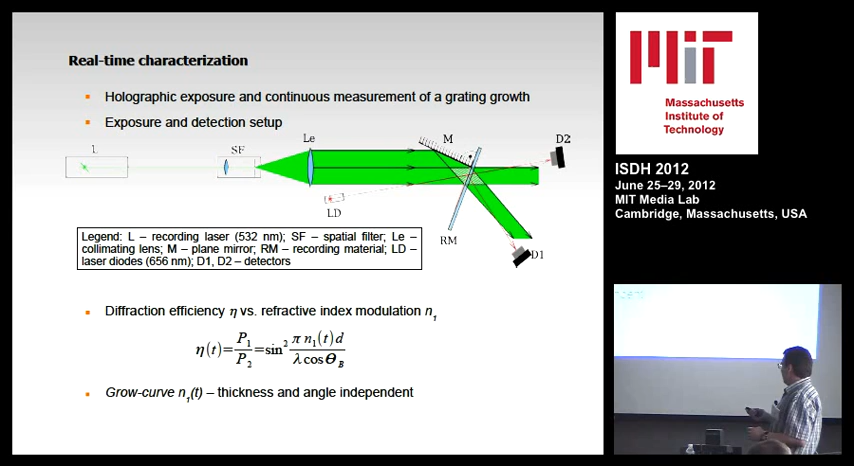 Real-time characterization
Holographic exposure and continuous measurement of a grating growth
Exposure and detection setup
L
SF
Le
M
D2
LD
RM
D1
Legend: L – recording laser (532 nm); SF – spatial filter; Le –
collimating lens; M – plane mirror; RM – recording material; LD –
laser diodes (656 nm); D1, D2 – detectors
Diffraction efficiency η vs. refractive index modulation n₁
η(t)=P₁/P₂=sin² π n₁(t)d/λ cosΘ_B
Grow-curve n₁(t) – thickness and angle independent
MIT
Massachusetts
Institute of
Technology
ISDH 2012
June 25–29, 2012
MIT Media Lab
Cambridge, Massachusetts, USA